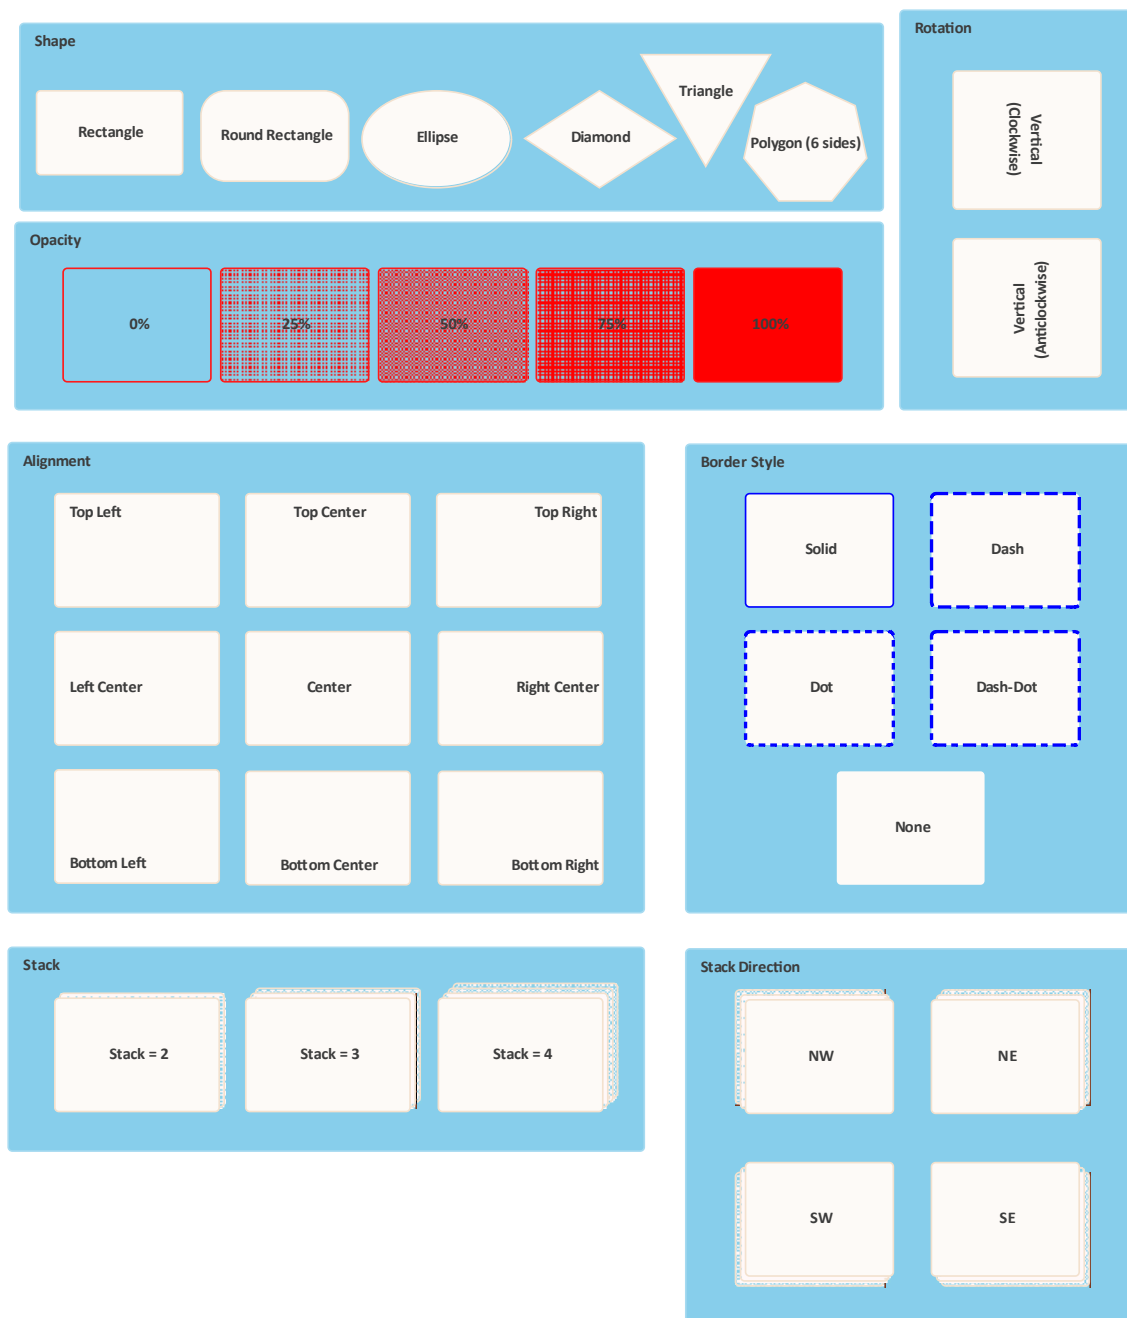 Shape
Rectangle
Round Rectangle
Ellipse
Diamond
Triangle
Polygon (6 sides)
Rotation
Vertical
(Clockwise)
Vertical
(Anticlockwise)
Opacity
0%
25%
50%
75%
100%
Alignment
Top Left
Top Center
Top Right
Left Center
Center
Right Center
Bottom Left
Bottom Center
Bottom Right
Border Style
Solid
Dash
Dot
Dash-Dot
None
Stack
Stack = 2
Stack = 3
Stack = 4
Stack Direction
NW
NE
SW
SE